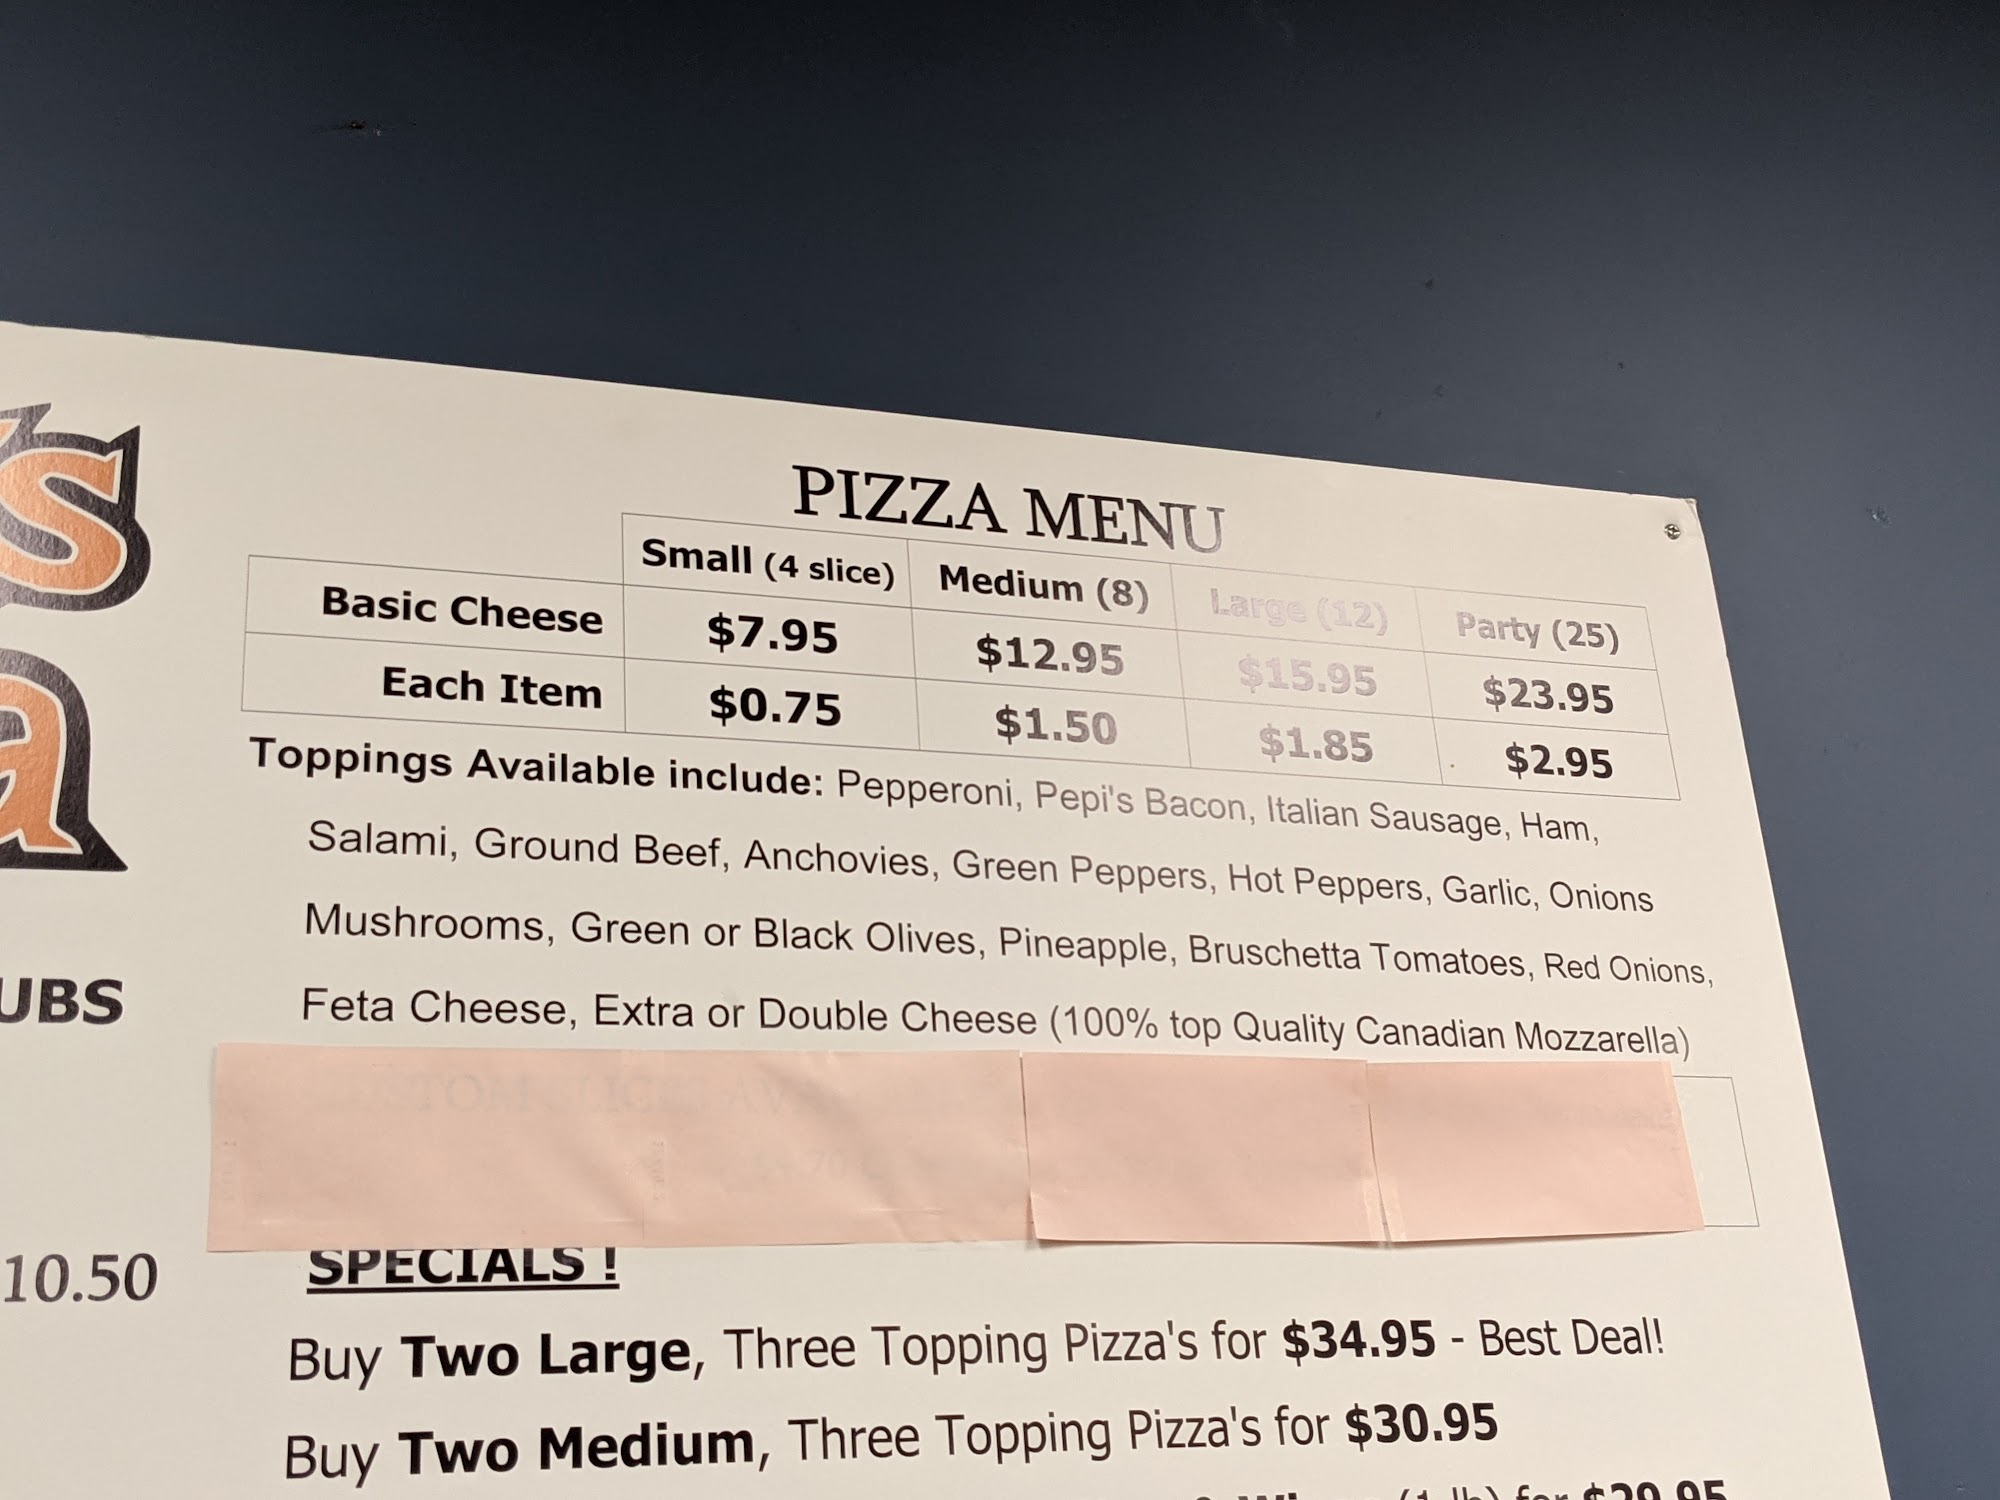 's
a
UBS
10.50
PIZZA MENU
Small (4 slice) Medium (8) Large (12) Party (25)
Basic Cheese $7.95 $12.95 $15.95 $23.95
Each Item $0.75 $1.50 $1.85 $2.95
Toppings Available include: Pepperoni, Pepi's Bacon, Italian Sausage, Ham,
Salami, Ground Beef, Anchovies, Green Peppers, Hot Peppers, Garlic, Onions
Mushrooms, Green or Black Olives, Pineapple, Bruschetta Tomatoes, Red Onions,
Feta Cheese, Extra or Double Cheese (100% top Quality Canadian Mozzarella)
SPECIALS !
Buy Two Large, Three Topping Pizza's for $34.95 - Best Deal!
Buy Two Medium, Three Topping Pizza's for $30.95
(1 lb) for $29.95